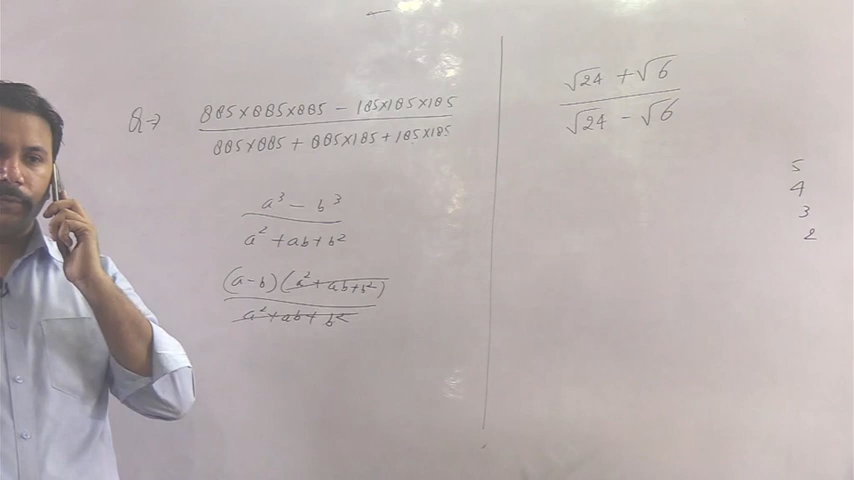 Q→ 885×885×885 − 185×185×185
885×885 + 885×185 + 185×185
a³ − b³
a² + ab + b²
(a−b)(a²+ab+b²)
a²+ab+b²
√24 + √6
√24 − √6
5
4
3
2